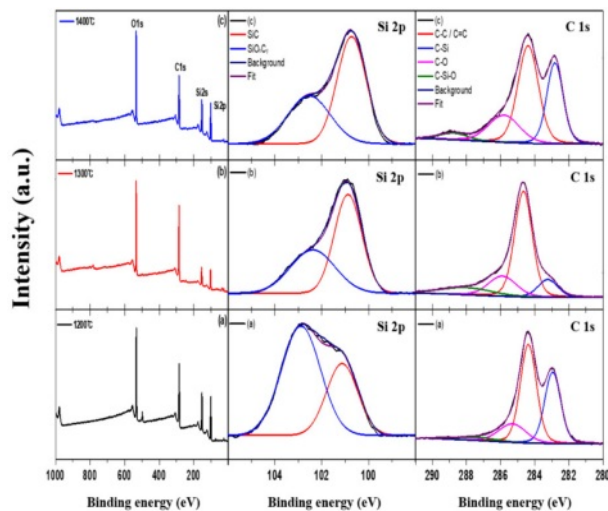 Intensity (a.u.)
1400℃
(c)
O1s
C1s
Si2s
Si2p
(c)
SiC
SiOxCy
Background
Fit
Si 2p
(c)
C-C / C=C
C-Si
C-O
C-Si-O
Background
Fit
C 1s
1300℃
(b)
(b)
Si 2p
(b)
C 1s
1200℃
(a)
(a)
Si 2p
(a)
C 1s
1000 800 600 400 200
104 102 100
290 288 286 284 282 280
Binding energy (eV)
Binding energy (eV)
Binding energy (eV)